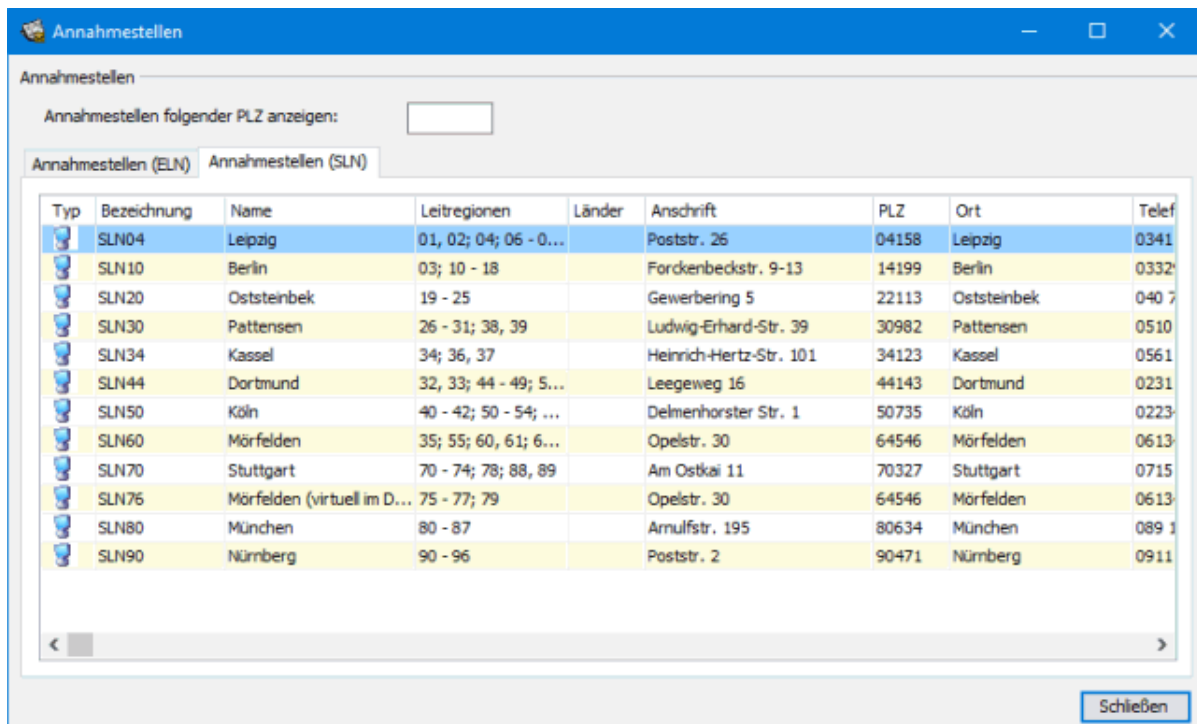 Annahmestellen
Annahmestellen
Annahmestellen folgender PLZ anzeigen:
Annahmestellen (ELN) Annahmestellen (SLN)
Typ Bezeichnung Name Leitregionen Länder Anschrift PLZ Ort Telef
SLN04 Leipzig 01, 02; 04; 06 - 0... Poststr. 26 04158 Leipzig 0341
SLN10 Berlin 03; 10 - 18 Forckenbeckstr. 9-13 14199 Berlin 0332
SLN20 Oststeinbek 19 - 25 Gewerbering 5 22113 Oststeinbek 040 7
SLN30 Pattensen 26 - 31; 38, 39 Ludwig-Erhard-Str. 39 30982 Pattensen 0510
SLN34 Kassel 34; 36, 37 Heinrich-Hertz-Str. 101 34123 Kassel 0561
SLN44 Dortmund 32, 33; 44 - 49; 5... Leegeweg 16 44143 Dortmund 0231
SLN50 Köln 40 - 42; 50 - 54; ... Delmenhorster Str. 1 50735 Köln 0223
SLN60 Mörfelden 35; 55; 60, 61; 6... Opelstr. 30 64546 Mörfelden 0613
SLN70 Stuttgart 70 - 74; 78; 88, 89 Am Ostkai 11 70327 Stuttgart 0715
SLN76 Mörfelden (virtuell im D... 75 - 77; 79 Opelstr. 30 64546 Mörfelden 0613
SLN80 München 80 - 87 Arnulfstr. 195 80634 München 089 1
SLN90 Nürnberg 90 - 96 Poststr. 2 90471 Nürnberg 0911
Schließen